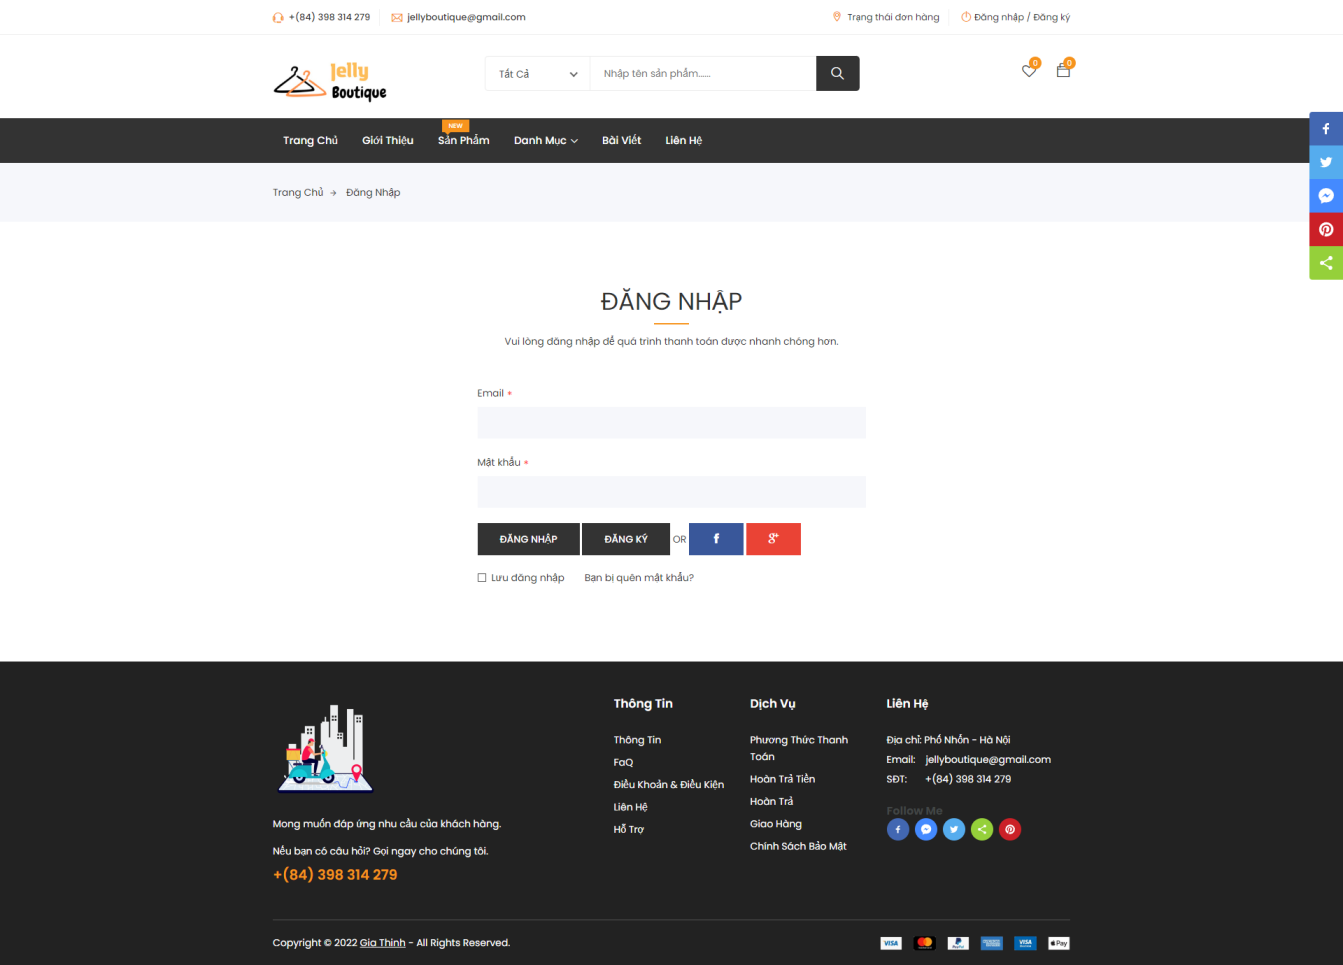 +(84) 398 314 279
jellyboutique@gmail.com
Trạng thái đơn hàng
Đăng nhập / Đăng ký
Jelly
Boutique
Tất Cả
Nhập tên sản phẩm......
0
0
NEW
Trang Chủ
Giới Thiệu
Sản Phẩm
Danh Mục
Bài Viết
Liên Hệ
Trang Chủ → Đăng Nhập
ĐĂNG NHẬP
Vui lòng đăng nhập để quá trình thanh toán được nhanh chóng hơn.
Email *
Mật khẩu *
ĐĂNG NHẬP
ĐĂNG KÝ
OR
f
g+
Lưu đăng nhập
Bạn bị quên mật khẩu?
Mong muốn đáp ứng nhu cầu của khách hàng.
Nếu bạn có câu hỏi? Gọi ngay cho chúng tôi.
+(84) 398 314 279
Thông Tin
Thông Tin
FaQ
Điều Khoản & Điều Kiện
Liên Hệ
Hỗ Trợ
Dịch Vụ
Phương Thức Thanh
Toán
Hoàn Trả Tiền
Hoàn Trả
Giao Hàng
Chính Sách Bảo Mật
Liên Hệ
Địa chỉ: Phố Nhổn - Hà Nội
Email: jellyboutique@gmail.com
SĐT: +(84) 398 314 279
Follow Me
Copyright © 2022 Gia Thinh - All Rights Reserved.
VISA
PayPal
VISA
Pay